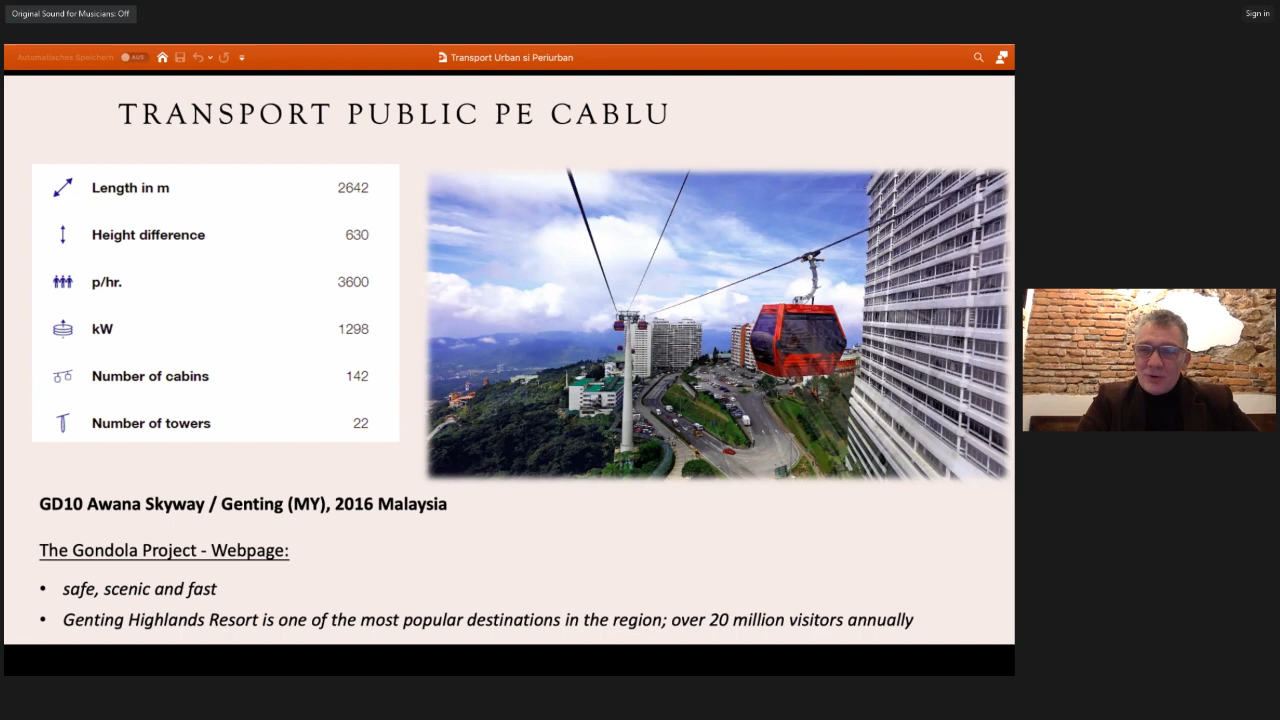 Original Sound for Musicians: Off
Sign in
Automatisches Speichern AUS
Transport Urban si Periurban
TRANSPORT PUBLIC PE CABLU
Length in m 2642
Height difference 630
p/hr. 3600
kW 1298
Number of cabins 142
Number of towers 22
GD10 Awana Skyway / Genting (MY), 2016 Malaysia
The Gondola Project - Webpage:
• safe, scenic and fast
• Genting Highlands Resort is one of the most popular destinations in the region; over 20 million visitors annually